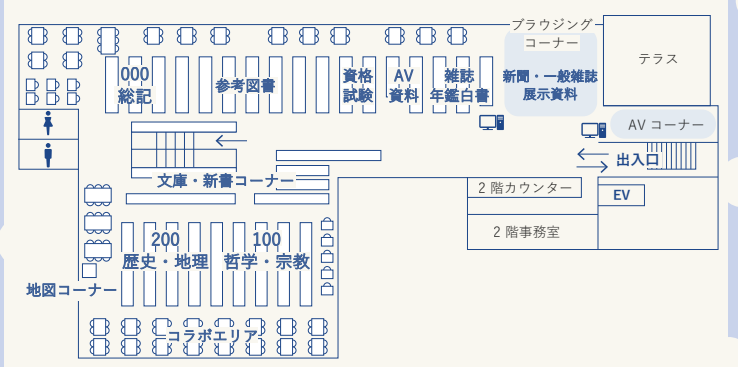 ブラウジング
コーナー
テラス
000
総記
参考図書
資格
試験
AV
資料
雑誌
年鑑白書
新聞・一般雑誌
展示資料
AV コーナー
出入口
文庫・新書コーナー
2 階カウンター
EV
2 階事務室
200
歴史・地理
100
哲学・宗教
地図コーナー
コラボエリア